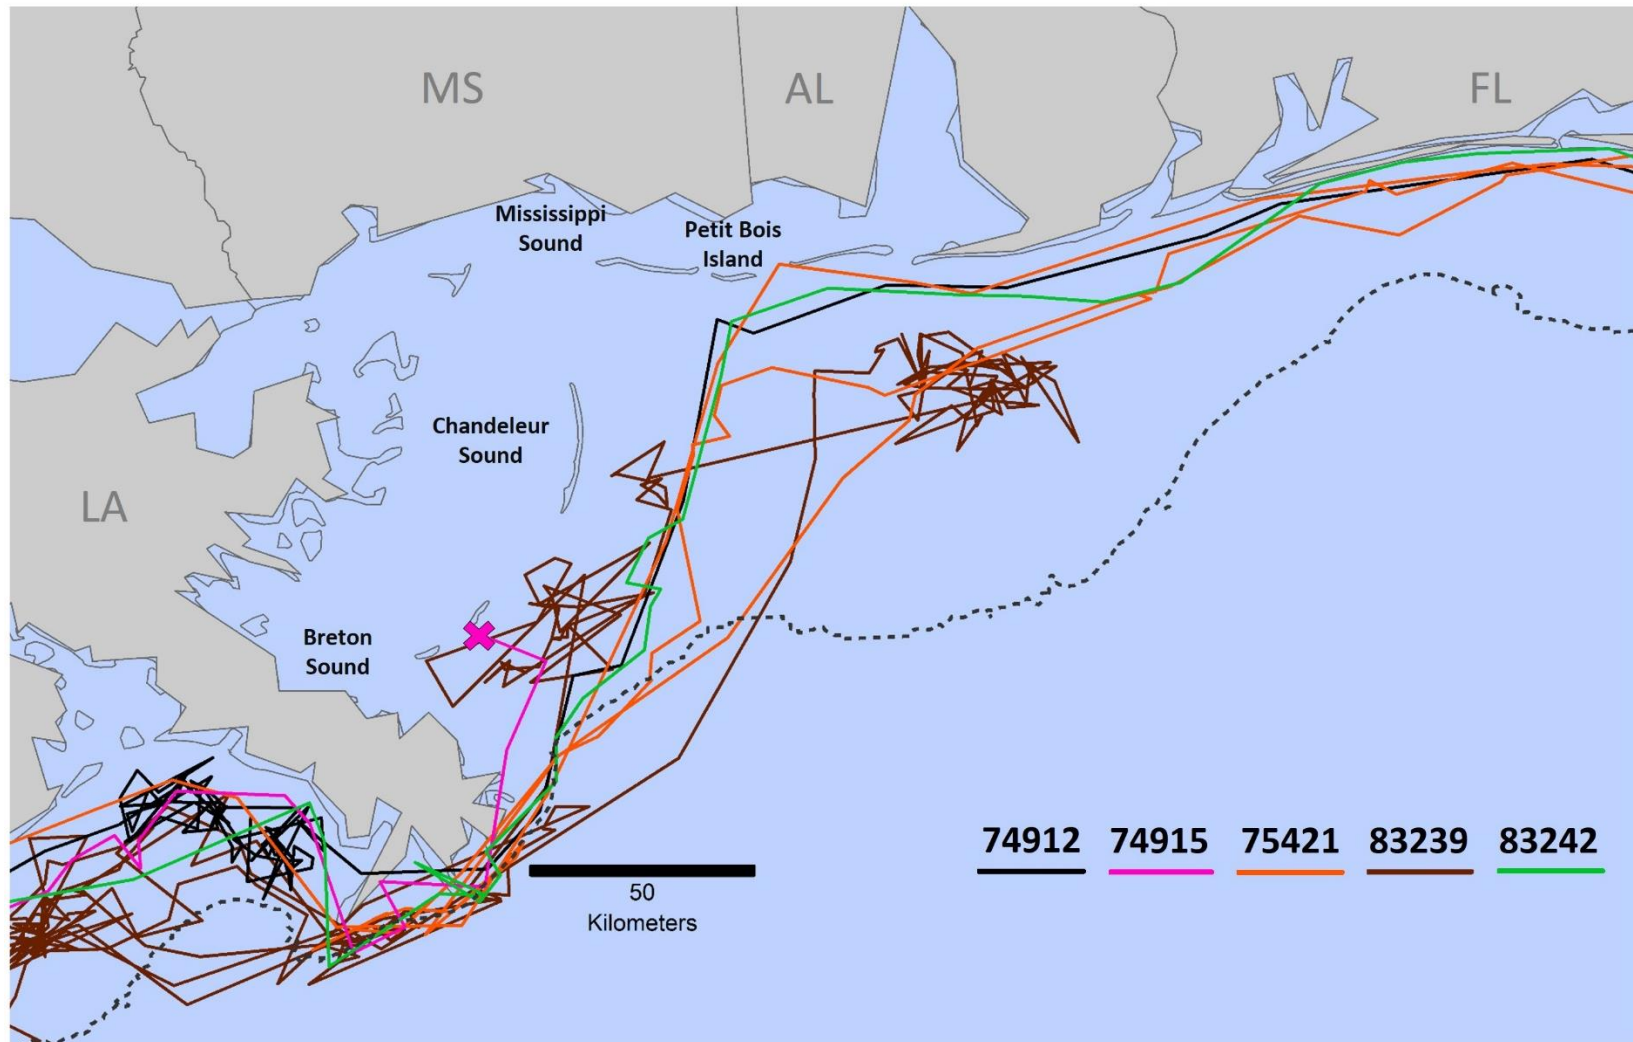 MS
AL
FL
Mississippi
Sound
Petit Bois
Island
Chandeleur
Sound
LA
Breton
Sound
74912 74915 75421 83239 83242
50
Kilometers